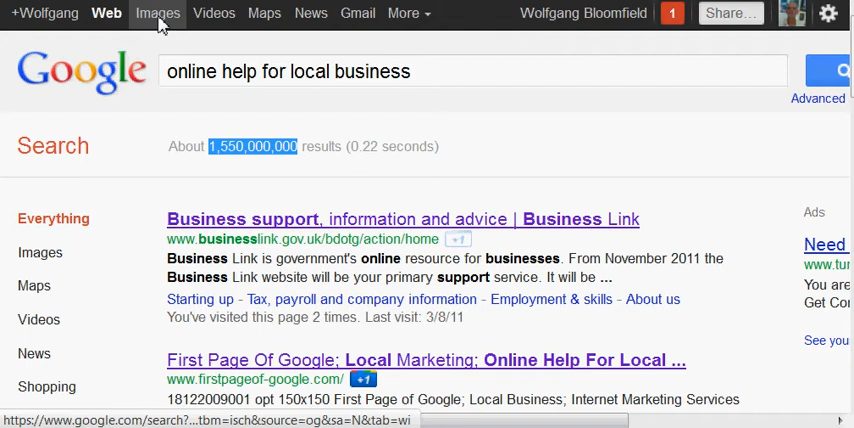 +Wolfgang Web Images Videos Maps News Gmail More Wolfgang Bloomfield 1 Share...
Google online help for local business
Advanced
Search About 1,550,000,000 results (0.22 seconds)
Everything
Images
Maps
Videos
News
Shopping
Business support, information and advice | Business Link
www.businesslink.gov.uk/bdotg/action/home +1
Business Link is government's online resource for businesses. From November 2011 the
Business Link website will be your primary support service. It will be ...
Starting up - Tax, payroll and company information - Employment & skills - About us
You've visited this page 2 times. Last visit: 3/8/11
First Page Of Google; Local Marketing; Online Help For Local ...
www.firstpageof-google.com/ +1
18122009001 opt 150x150 First Page of Google; Local Business; Internet Marketing Services
Ads
Need
www.tur
You are
Get Con
See you
https://www.google.com/search?...tbm=isch&source=og&sa=N&tab=wi